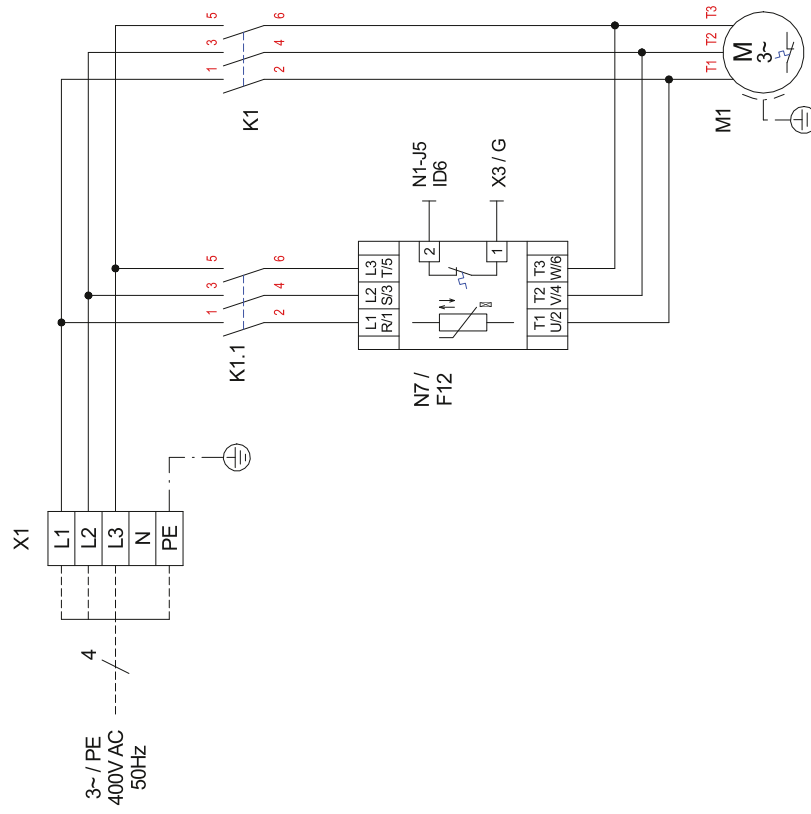 X1
L1
L2
L3
N
PE
4
3~ / PE
400V AC
50Hz
5
3
1
6
4
2
K1
5
3
1
6
4
2
K1.1
L1
R/1
L2
S/3
L3
T/5
2
1
T1
U/2
T2
V/4
T3
W/6
N7 /
F12
N1-J5
ID6
X3 / G
T3
T2
T1
M
3~
M1